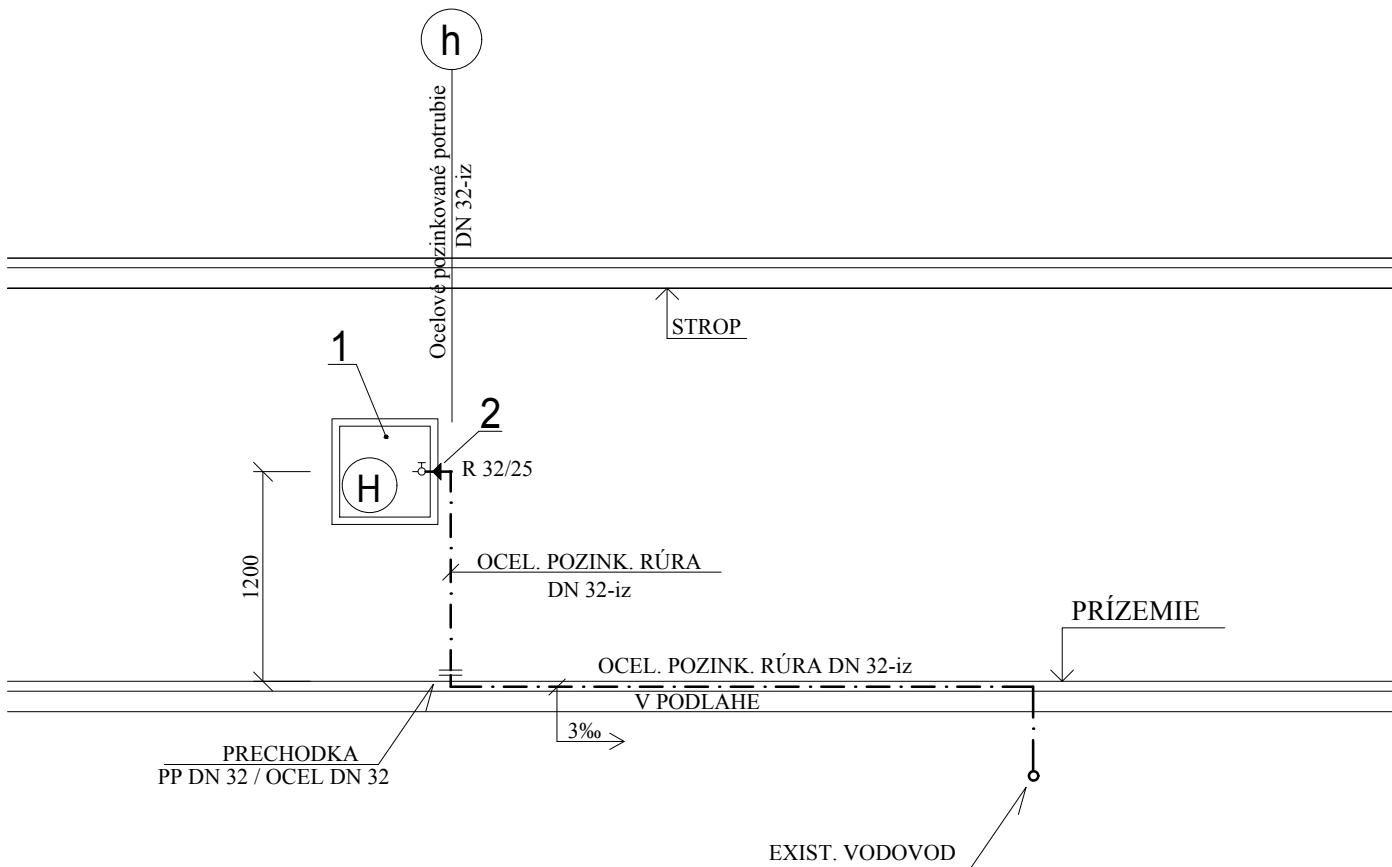 h
Ocelové pozinkované potrubie
DN 32-iz
STROP
1
2
R 32/25
H
1200
OCEL. POZINK. RÚRA
DN 32-iz
PRÍZEMIE
OCEL. POZINK. RÚRA DN 32-iz
V PODLAHE
3‰
PRECHODKA
PP DN 32 / OCEL DN 32
EXIST. VODOVOD